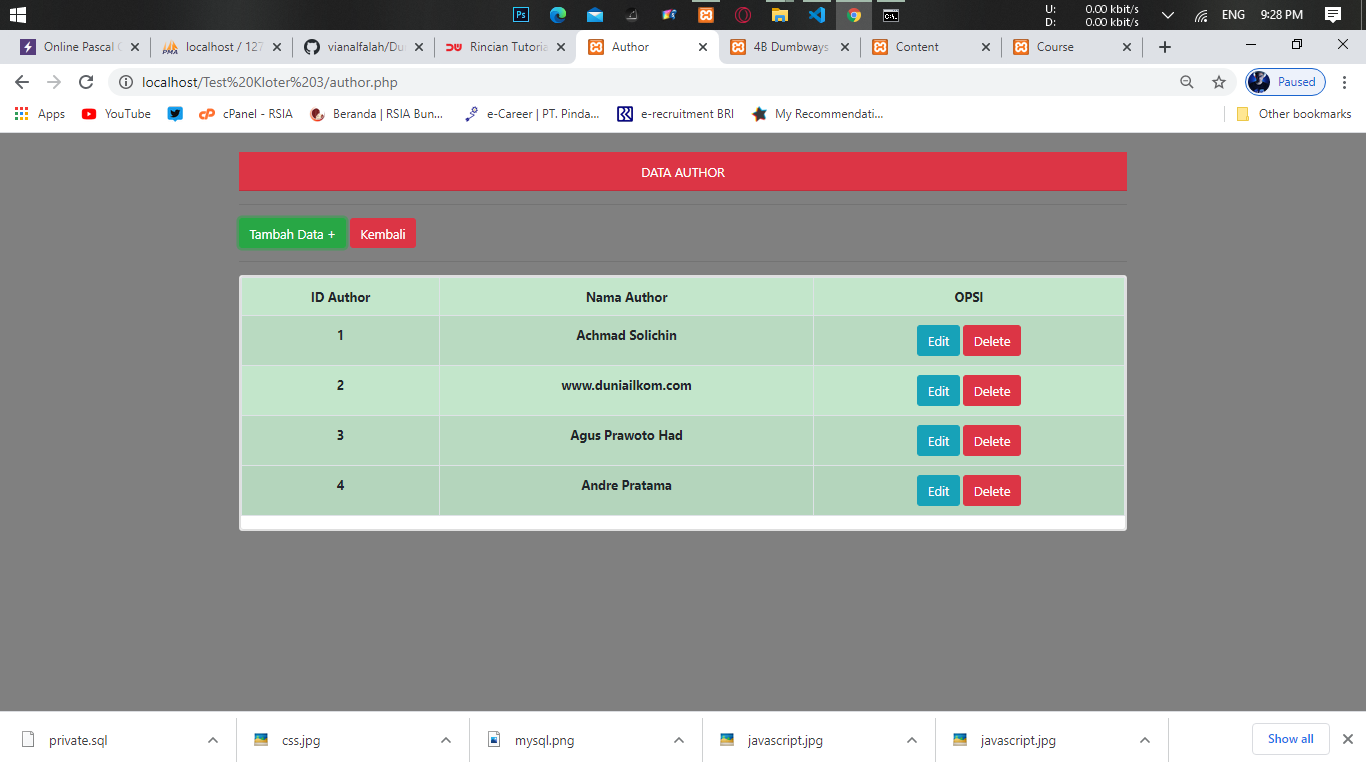 U: 0.00 kbit/s
D: 0.00 kbit/s
ENG 9:28 PM
Online Pascal C localhost / 127 vianalfalah/Du Rincian Tutoria Author 4B Dumbways Content Course
localhost/Test%20Kloter%203/author.php
Paused
Apps YouTube cPanel - RSIA Beranda | RSIA Bun... e-Career | PT. Pinda... e-recruitment BRI My Recommendati... Other bookmarks
DATA AUTHOR
Tambah Data + Kembali
ID Author Nama Author OPSI
1 Achmad Solichin Edit Delete
2 www.duniailkom.com Edit Delete
3 Agus Prawoto Had Edit Delete
4 Andre Pratama Edit Delete
private.sql css.jpg mysql.png javascript.jpg javascript.jpg Show all